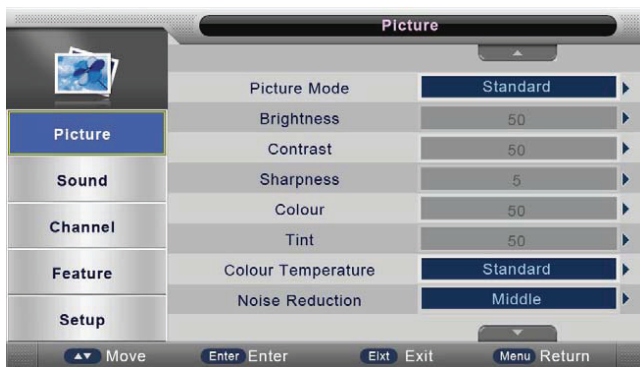 Picture
Picture Mode Standard
Brightness 50
Picture
Contrast 50
Sound
Sharpness 5
Colour 50
Channel
Tint 50
Feature
Colour Temperature Standard
Noise Reduction Middle
Setup
Move Enter Enter Eixt Exit Menu Return